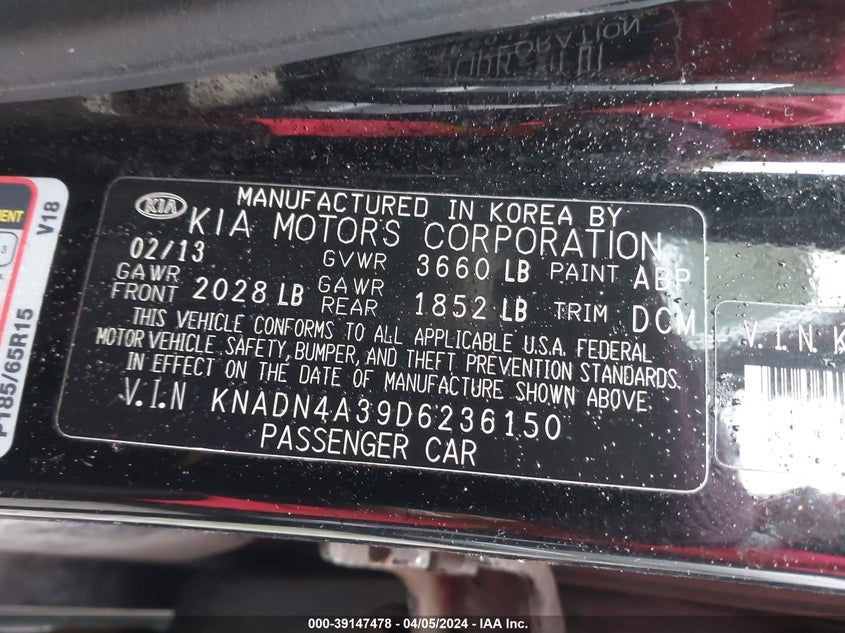 KIA
MANUFACTURED IN KOREA BY
KIA MOTORS CORPORATION
02/13 GVWR 3660 LB PAINT ABP
GAWR FRONT 2028 LB GAWR REAR 1852 LB TRIM DCM
THIS VEHICLE CONFORMS TO ALL APPLICABLE U.S.A. FEDERAL
MOTOR VEHICLE SAFETY, BUMPER, AND THEFT PREVENTION STANDARDS
IN EFFECT ON THE DATE OF MANUFACTURE SHOWN ABOVE.
V.I.N KNADN4A39D6236150
PASSENGER CAR
V.I.N. K
V18
P185/65R15
000-39147478 - 04/05/2024 - IAA Inc.